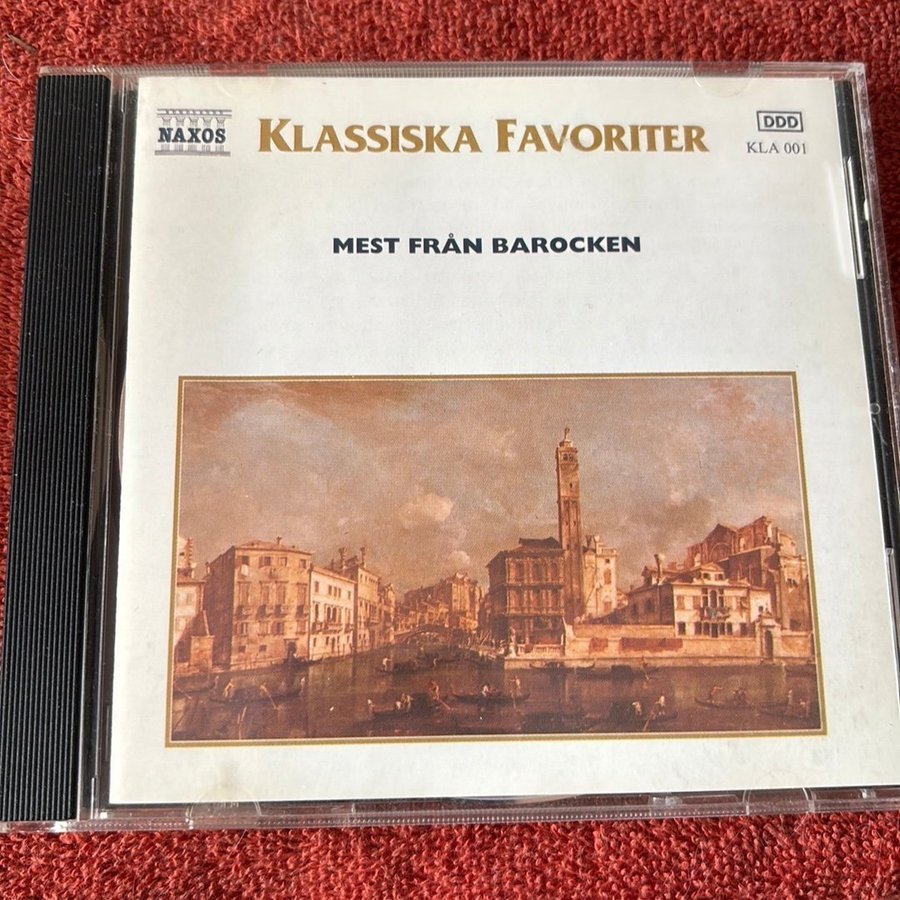 NAXOS
KLASSISKA FAVORITER
DDD
KLA 001
MEST FRÅN BAROCKEN